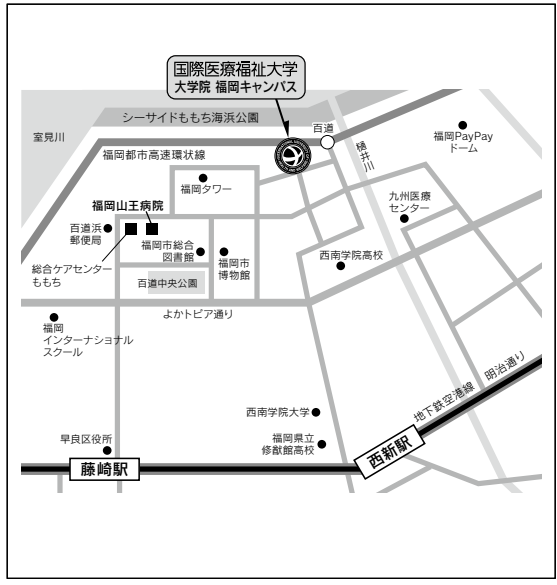 国際医療福祉大学
大学院 福岡キャンパス
シーサイドももち海浜公園
室見川
百道
福岡PayPay
ドーム
樋井川
福岡都市高速環状線
福岡タワー
九州医療
センター
福岡山王病院
百道浜
郵便局
福岡市総合
図書館
福岡市
博物館
西南学院高校
総合ケアセンター
ももち
百道中央公園
よかトピア通り
福岡
インターナショナル
スクール
明治通り
地下鉄空港線
西南学院大学
早良区役所
福岡県立
修猷館高校
西新駅
藤崎駅